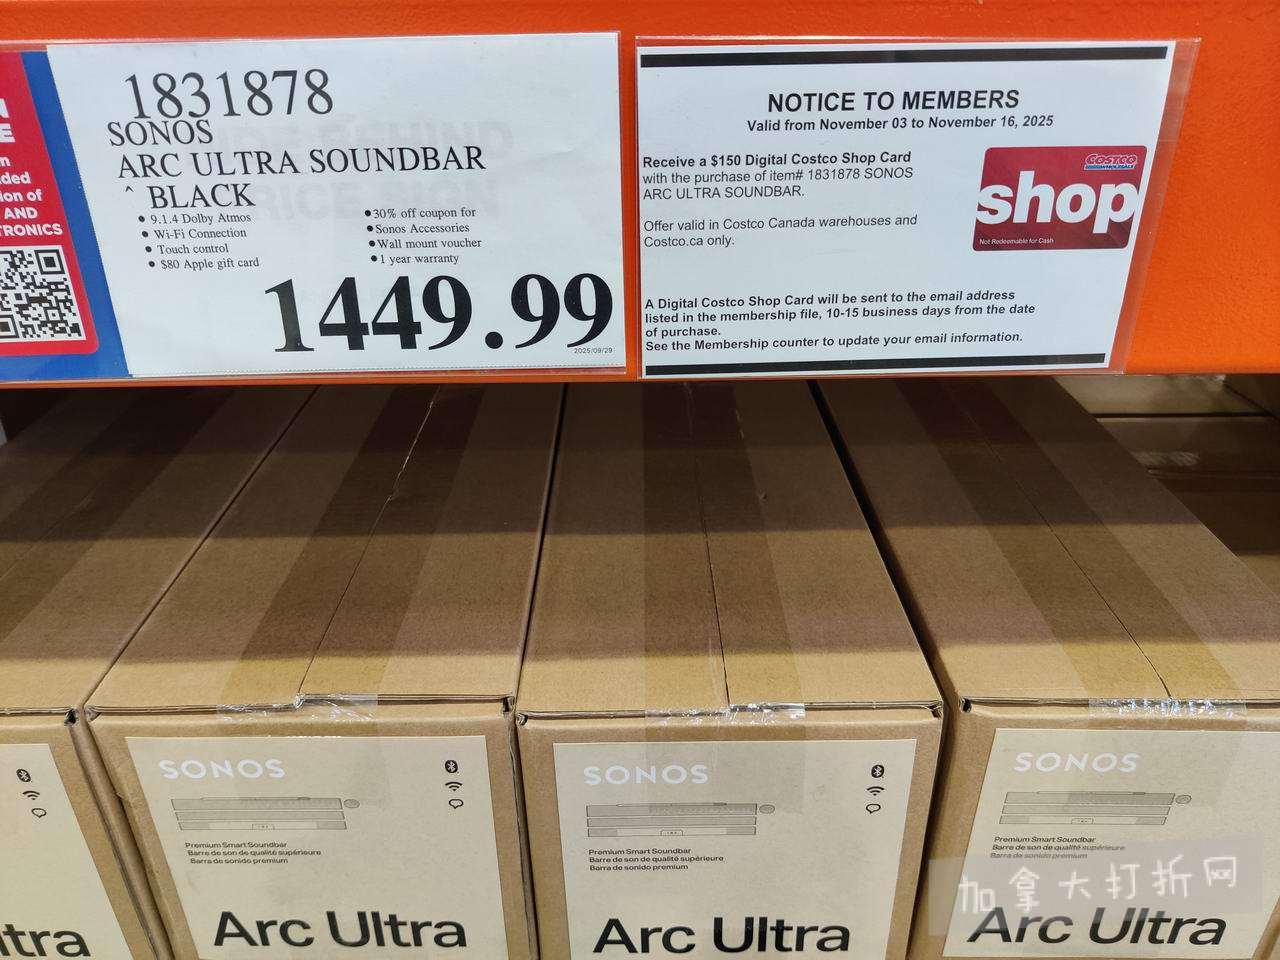 1831878
SONOS
ARC ULTRA SOUNDBAR
^ BLACK
• 9.1.4 Dolby Atmos
• Wi-Fi Connection
• Touch control
• $80 Apple gift card
• 30% off coupon for
• Sonos Accessories
• Wall mount voucher
• 1 year warranty
1449.99
2025/09/29
AND
NOTICE TO MEMBERS
Valid from November 03 to November 16, 2025
Receive a $150 Digital Costco Shop Card
with the purchase of item# 1831878 SONOS
ARC ULTRA SOUNDBAR.
Offer valid in Costco Canada warehouses and
Costco.ca only.
COSTCO
WHOLESALE
shop
Not Redeemable for Cash
A Digital Costco Shop Card will be sent to the email address
listed in the membership file, 10-15 business days from the date
of purchase.
See the Membership counter to update your email information.
SONOS
Premium Smart Soundbar
Barre de son de qualité supérieure
Barra de sonido premium
Arc Ultra
SONOS
Premium Smart Soundbar
Barre de son de qualité supérieure
Barra de sonido premium
Arc Ultra
SONOS
Premium Smart Soundbar
Barre de son de qualité supérieure
Barra de sonido premium
Arc Ultra
加拿大打折网